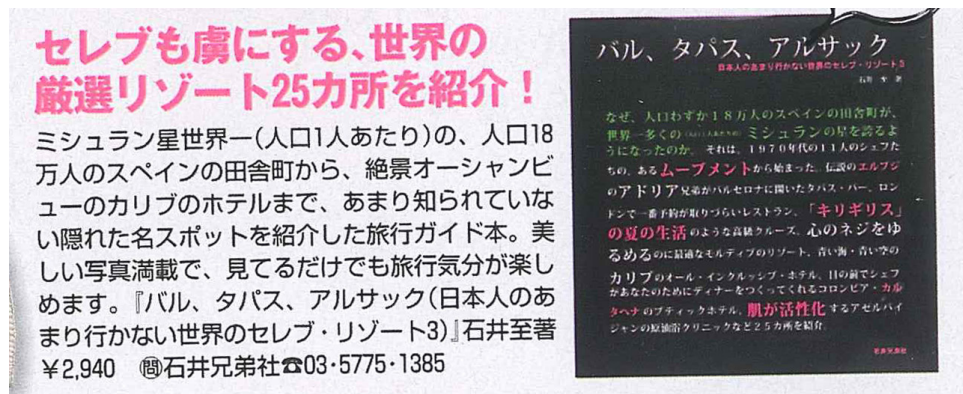 セレブも虜にする、世界の
厳選リゾート25カ所を紹介！
ミシュラン星世界一(人口1人あたり)の、人口18
万人のスペインの田舎町から、絶景オーシャンビ
ューのカリブのホテルまで、あまり知られていな
い隠れた名スポットを紹介した旅行ガイド本。美
しい写真満載で、見てるだけでも旅行気分が楽し
めます。『バル、タパス、アルサック(日本人のあ
まり行かない世界のセレブ・リゾート3)』石井至著
￥2,940 ㉄石井兄弟社☎03・5775・1385
バル、タパス、アルサック
日本人のあまり行かない世界のセレブ・リゾート3
石井 至 著
なぜ、人口わずか18万人のスペインの田舎町が、
世界一多くの(人口1人あたりの)ミシュランの星を誇るよ
うになったのか。それは、1970年代の11人のシェフた
ちの、あるムーブメントから始まった。伝説のエルブジ
のアドリア兄弟がバルセロナに開いたタパス・バー、ロン
ドンで一番予約が取りづらいレストラン、「キリギリス」
の夏の生活のような高級クルーズ、心のネジをゆ
るめるのに最適なモルディブのリゾート、青い海・青い空の
カリブのオール・インクルッシブ・ホテル、目の前でシェフ
があなたのためにディナーをつくってくれるコロンビア・カル
タヘナのブティックホテル、肌が活性化するアゼルバイ
ジャンの原油浴クリニックなど25カ所を紹介。
石井兄弟社